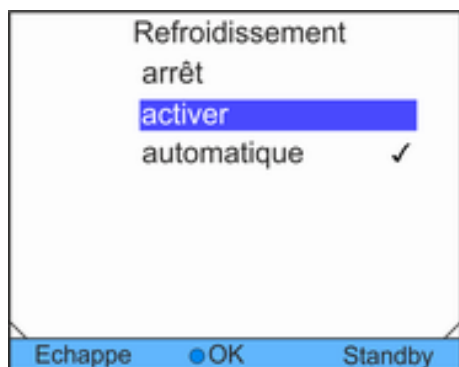 Refroidissement
arrêt
activer
automatique ✓
Echappe OK Standby